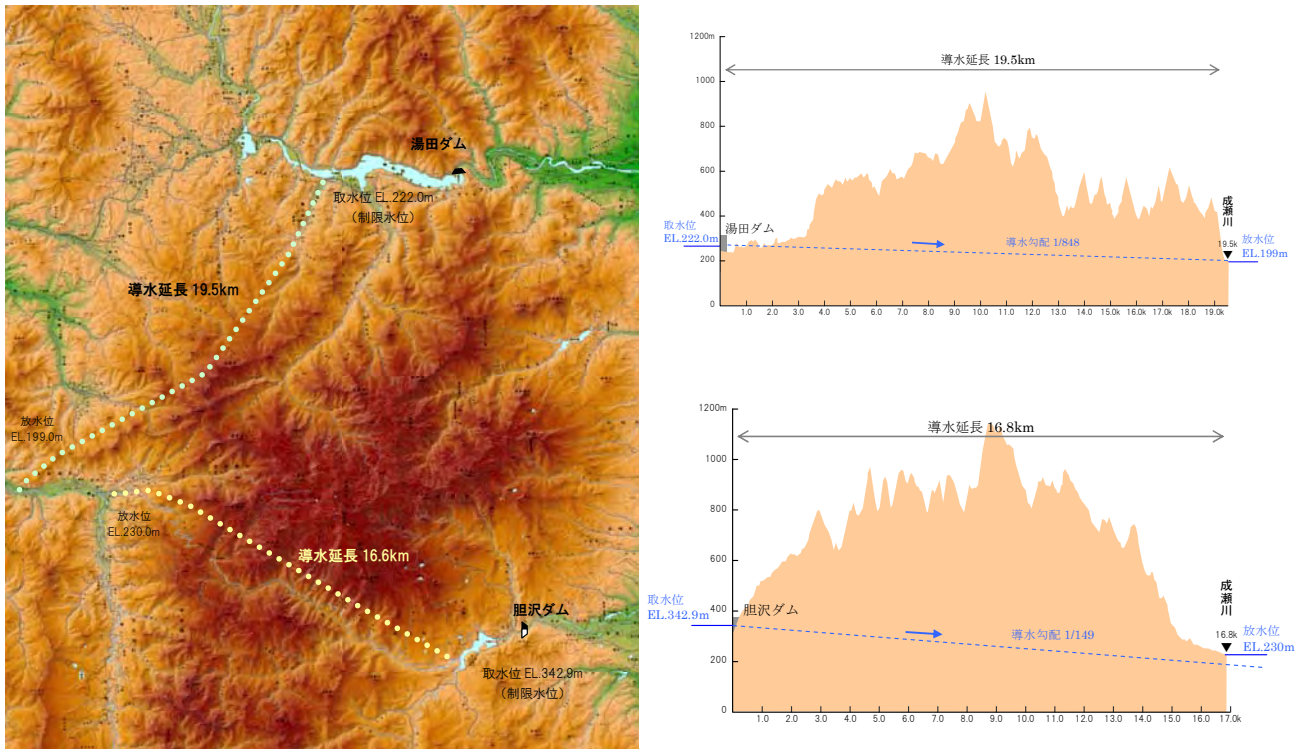 湯田ダム
取水位 EL.222.0m
（制限水位）
導水延長 19.5km
放水位
EL.199.0m
放水位
EL.230.0m
導水延長 16.6km
胆沢ダム
取水位 EL.342.9m
（制限水位）
1200m
1000
800
600
400
200
0
導水延長 19.5km
取水位
EL.222.0m
湯田ダム
導水勾配 1/848
成瀬川
19.5k
放水位
EL.199m
1.0 2.0 3.0 4.0 5.0 6.0 7.0 8.0 9.0 10.0 11.0 12.0 13.0 14.0 15.0 16.0 17.0 18.0 19.0k
1200m
1000
800
600
400
200
0
導水延長 16.8km
取水位
EL.342.9m
胆沢ダム
導水勾配 1/149
成瀬川
16.8k
放水位
EL.230m
1.0 2.0 3.0 4.0 5.0 6.0 7.0 8.0 9.0 10.0 11.0 12.0 13.0 14.0 15.0 16.0 17.0k